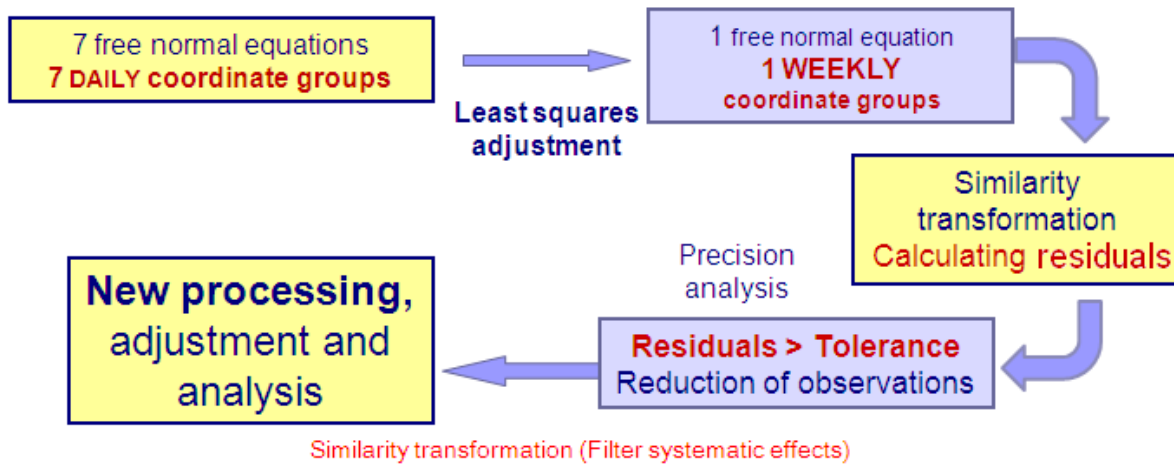 7 free normal equations
7 DAILY coordinate groups
Least squares
adjustment
1 free normal equation
1 WEEKLY
coordinate groups
Similarity
transformation
Calculating residuals
Precision
analysis
Residuals > Tolerance
Reduction of observations
New processing,
adjustment and
analysis
Similarity transformation (Filter systematic effects)